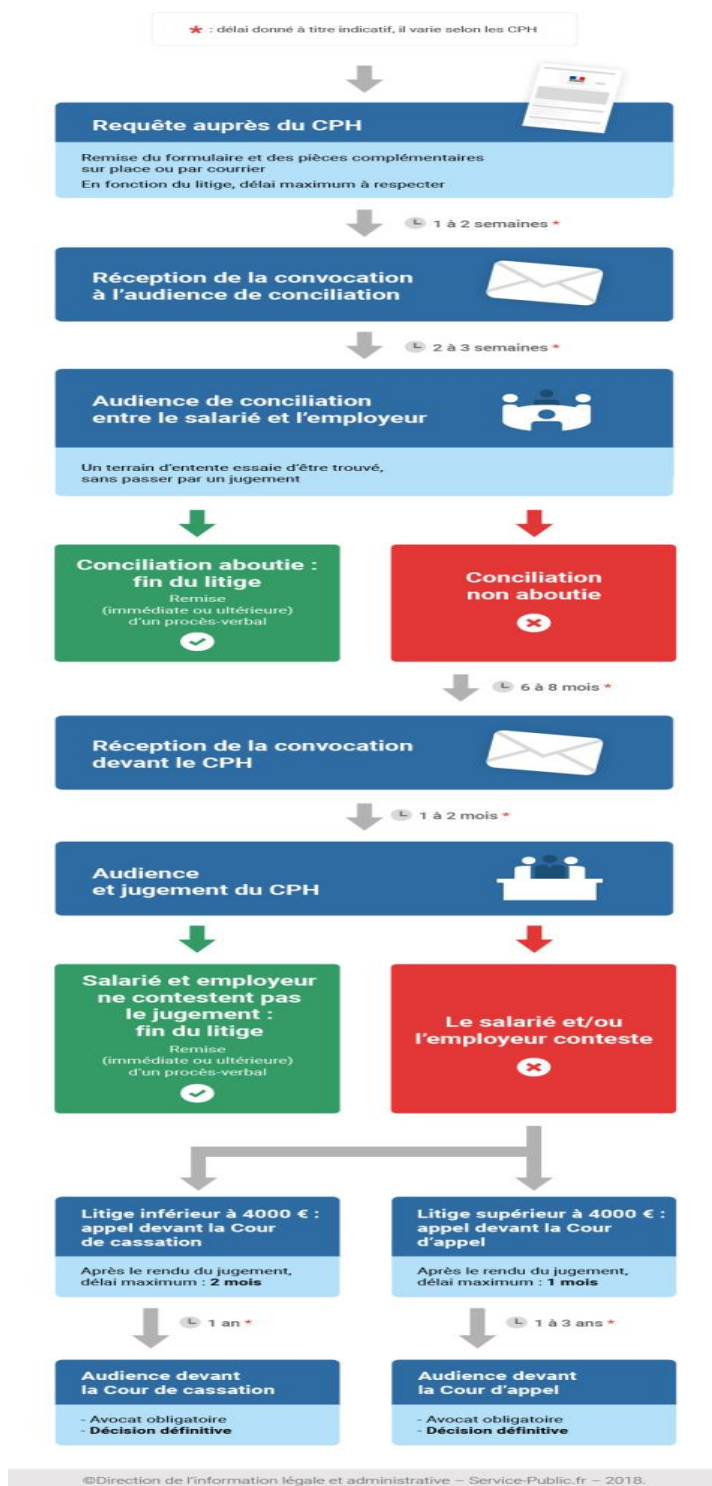 * : délai donné à titre indicatif, il varie selon les CPH
Requête auprès du CPH
Remise du formulaire et des pièces complémentaires
sur place ou par courrier
En fonction du litige, délai maximum à respecter
1 à 2 semaines *
Réception de la convocation
à l'audience de conciliation
2 à 3 semaines *
Audience de conciliation
entre le salarié et l'employeur
Un terrain d'entente essaie d'être trouvé,
sans passer par un jugement
Conciliation aboutie :
fin du litige
Remise
(immédiate ou ultérieure)
d'un procès-verbal
Conciliation
non aboutie
6 à 8 mois *
Réception de la convocation
devant le CPH
1 à 2 mois *
Audience
et jugement du CPH
Salarié et employeur
ne contestent pas
le jugement :
fin du litige
Remise
(immédiate ou ultérieure)
d'un procès-verbal
Le salarié et/ou
l'employeur conteste
Litige inférieur à 4000 € :
appel devant la Cour
de cassation
Après le rendu du jugement,
délai maximum : 2 mois
Litige supérieur à 4000 € :
appel devant la Cour
d'appel
Après le rendu du jugement,
délai maximum : 1 mois
1 an *
1 à 3 ans *
Audience devant
la Cour de cassation
- Avocat obligatoire
- Décision définitive
Audience devant
la Cour d'appel
- Avocat obligatoire
- Décision définitive
©Direction de l'information légale et administrative – Service-Public.fr – 2018.